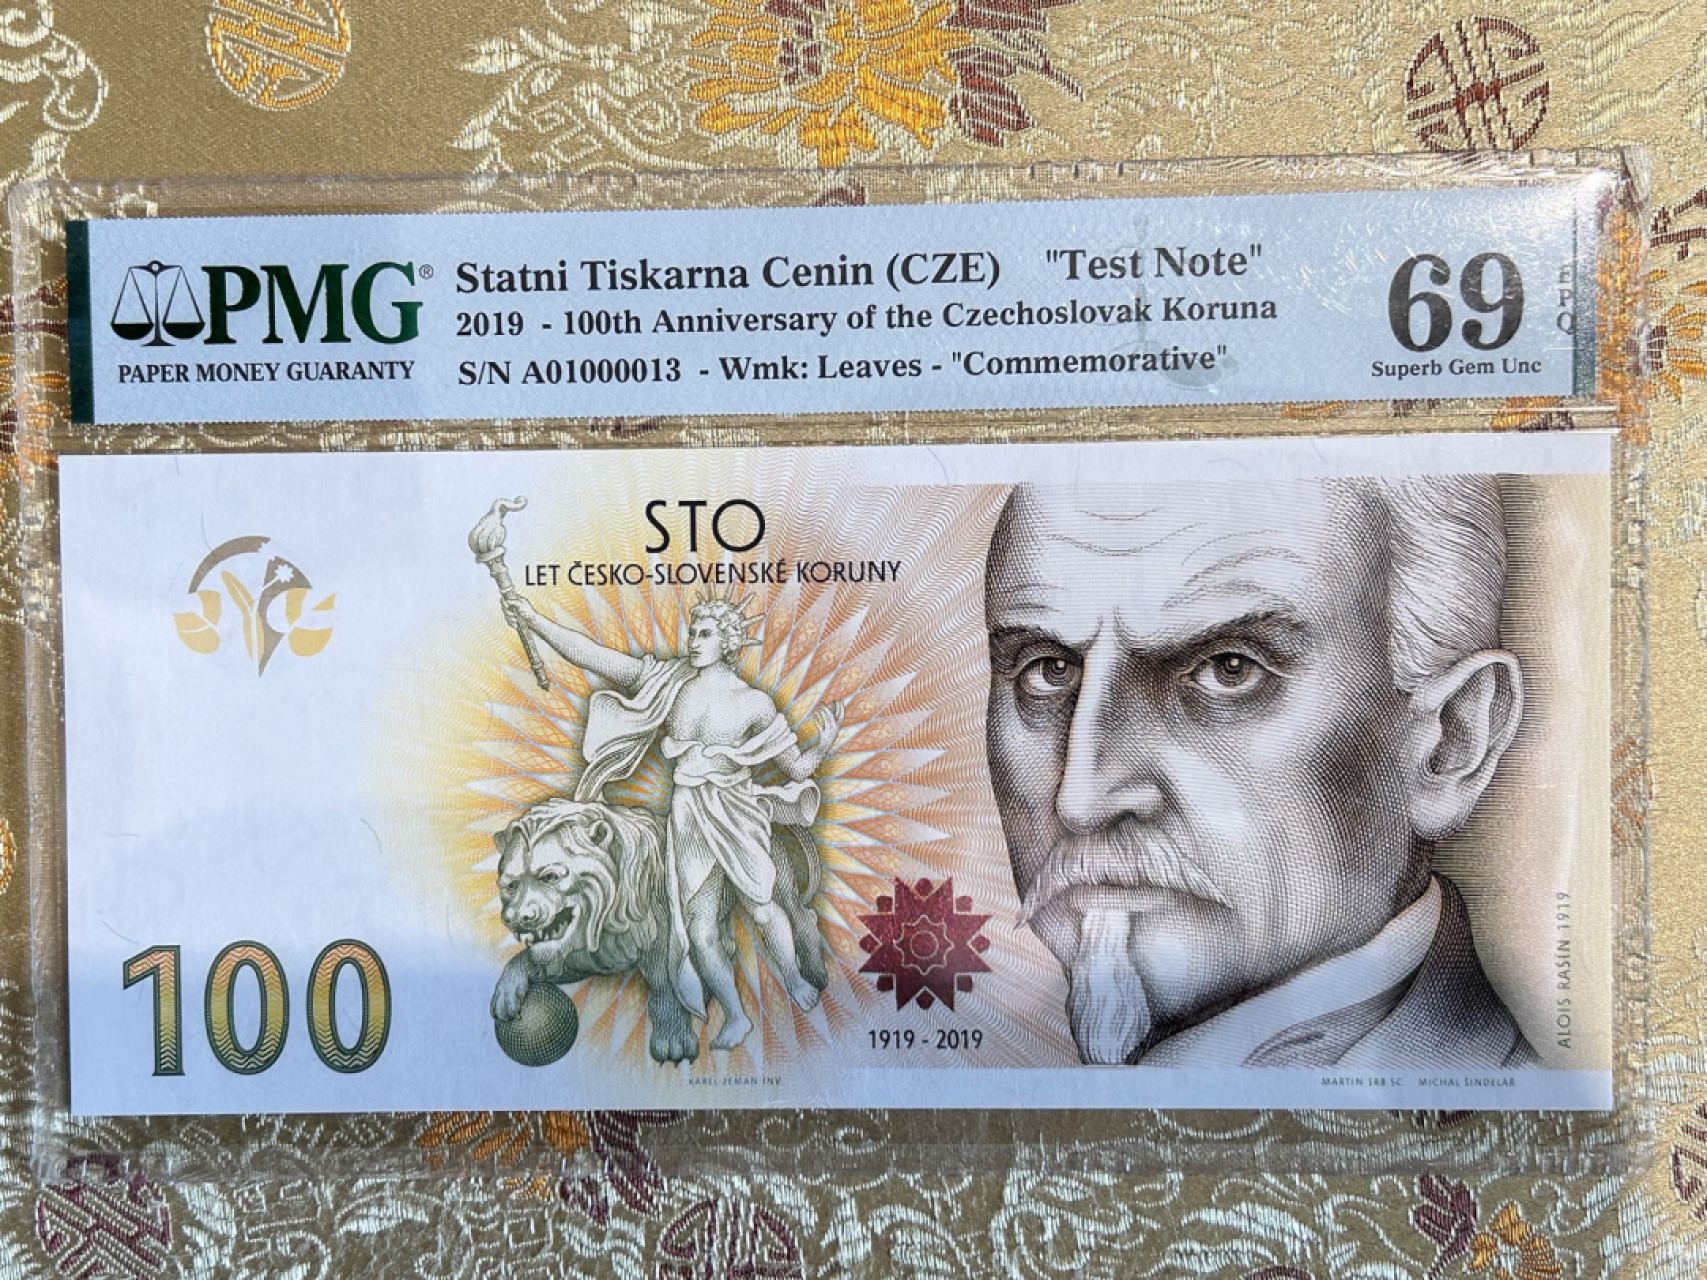 PMG®
PAPER MONEY GUARANTY
Statni Tiskarna Cenin (CZE) "Test Note"
2019 - 100th Anniversary of the Czechoslovak Koruna
S/N A01000013 - Wmk: Leaves - "Commemorative"
69
Superb Gem Unc
EPQ
STO
LET ČESKO-SLOVENSKÉ KORUNY
100
1919 - 2019
ALOIS RAŠÍN 1919
KAREL ZEMAN INV.
MARTIN SRB SC. MICHAL ŠINDELÁŘ